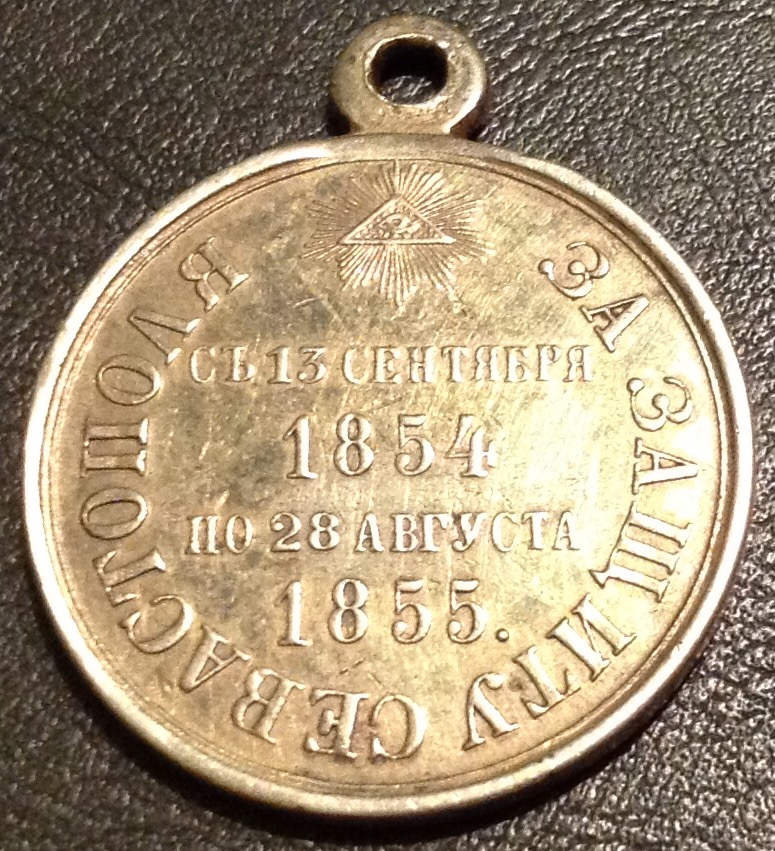 ЗА ЗАЩИТУ СЕВАСТОПОЛЯ
СЪ 13 СЕНТЯБРЯ
1854
ПО 28 АВГУСТА
1855.